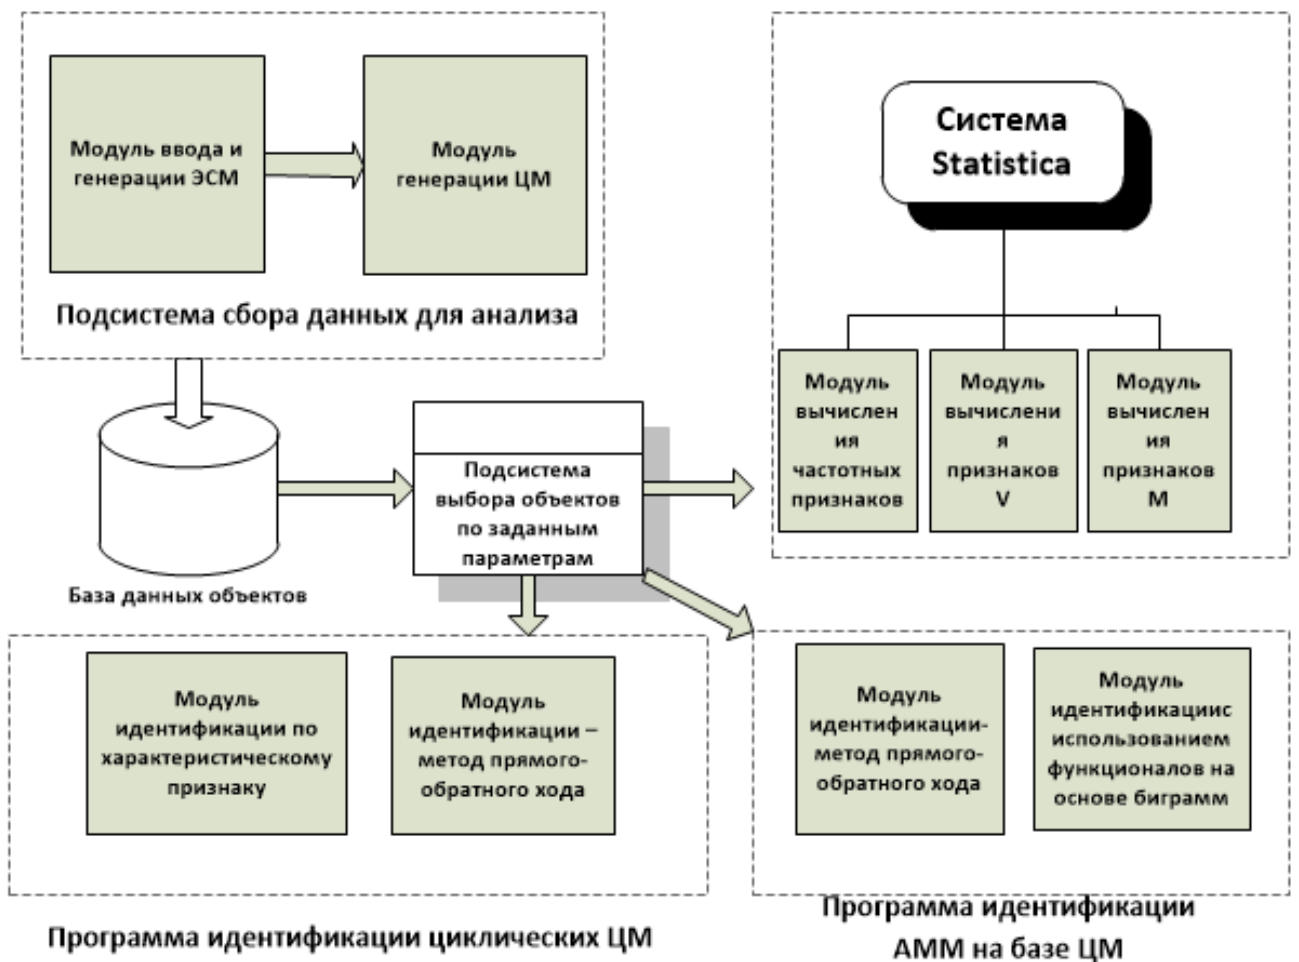 Модуль ввода и
генерации ЭСМ
Модуль
генерации ЦМ
Подсистема сбора данных для анализа
Система
Statistica
Модуль
вычислен
ия
частотных
признаков
Модуль
вычислени
я
признаков
V
Модуль
вычислен
ия
признаков
М
База данных объектов
Подсистема
выбора объектов
по заданным
параметрам
Модуль
идентификации по
характеристическому
признаку
Модуль
идентификации –
метод прямого-
обратного хода
Программа идентификации циклических ЦМ
Модуль
идентификации-
метод прямого-
обратного хода
Модуль
идентификациис
использованием
функционалов на
основе биграмм
Программа идентификации
АММ на базе ЦМ